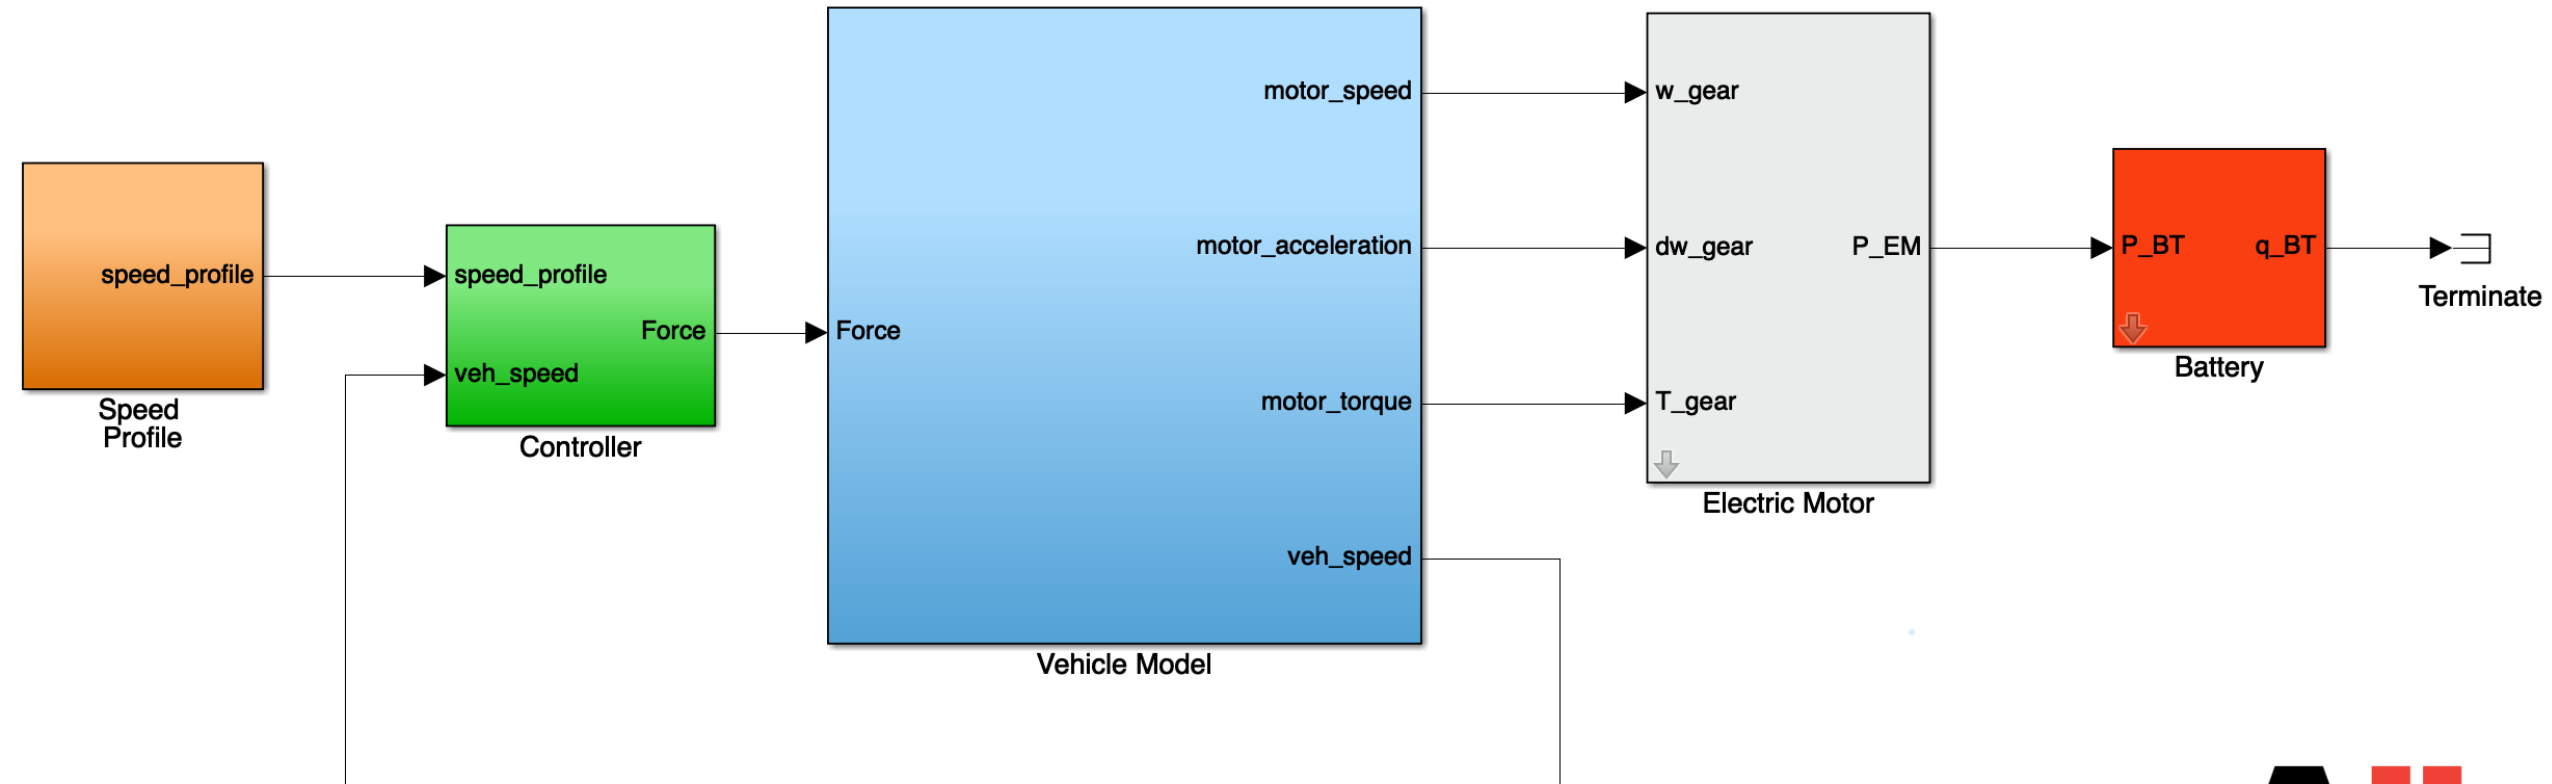 speed_profile
Speed
Profile
speed_profile
Force
veh_speed
Controller
Force
motor_speed
motor_acceleration
motor_torque
veh_speed
Vehicle Model
w_gear
dw_gear
P_EM
T_gear
Electric Motor
P_BT
q_BT
Battery
Terminate